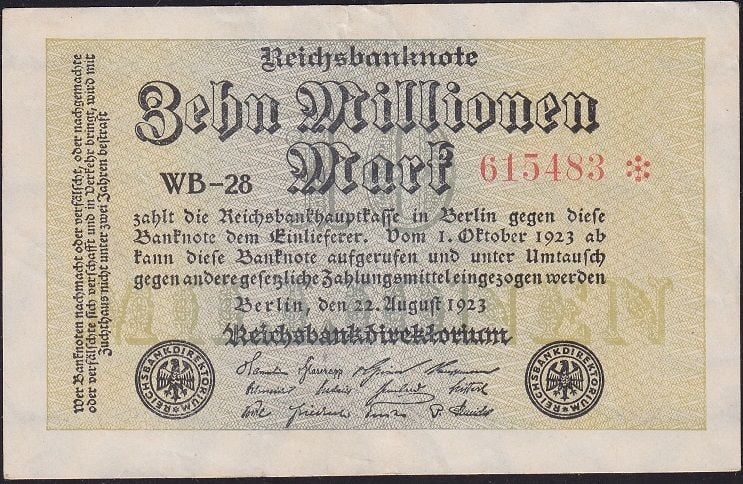 Reichsbanknote
Zehn Millionen
Mark
WB-28
615483
zahlt die Reichsbankhauptkasse in Berlin gegen diese
Banknote dem Einlieferer. Vom 1. Oktober 1923 ab
kann diese Banknote aufgerufen und unter Umtausch
gegen andere gesetzliche Zahlungsmittel eingezogen werden
Berlin, den 22. August 1923
Reichsbankdirektorium
REICHSBANKDIREKTORIUM
REICHSBANKDIREKTORIUM
Wer Banknoten nachmacht oder verfälscht, oder nachgemachte
oder verfälschte sich verschafft und in Verkehr bringt, wird mit
Zuchthaus nicht unter zwei Jahren bestraft